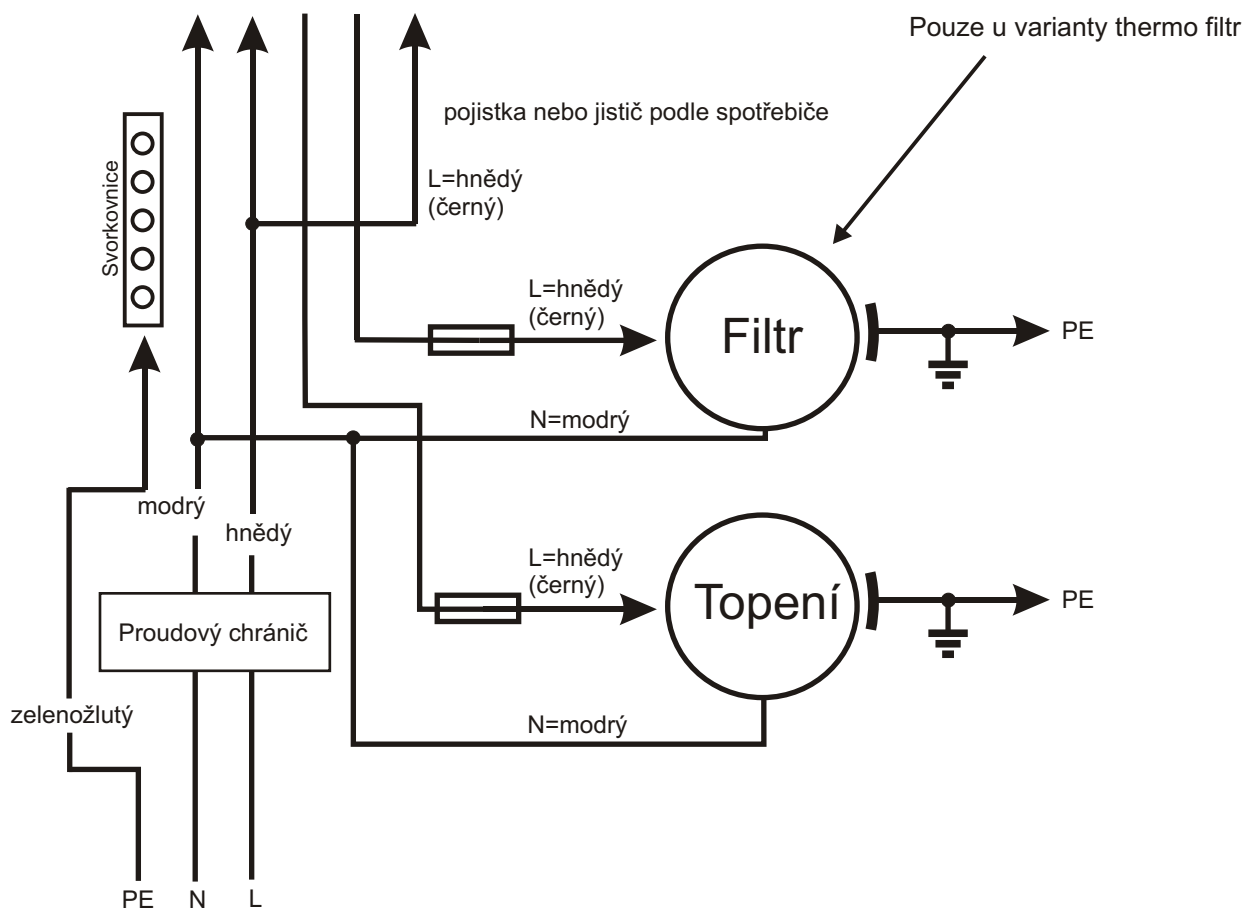 Pouze u varianty thermo filtr
pojistka nebo jistič podle spotřebiče
Svorkovnice
L=hnědý
(černý)
L=hnědý
(černý)
Filtr
PE
N=modrý
modrý
hnědý
L=hnědý
(černý)
Topení
PE
Proudový chránič
zelenožlutý
N=modrý
PE
N
L